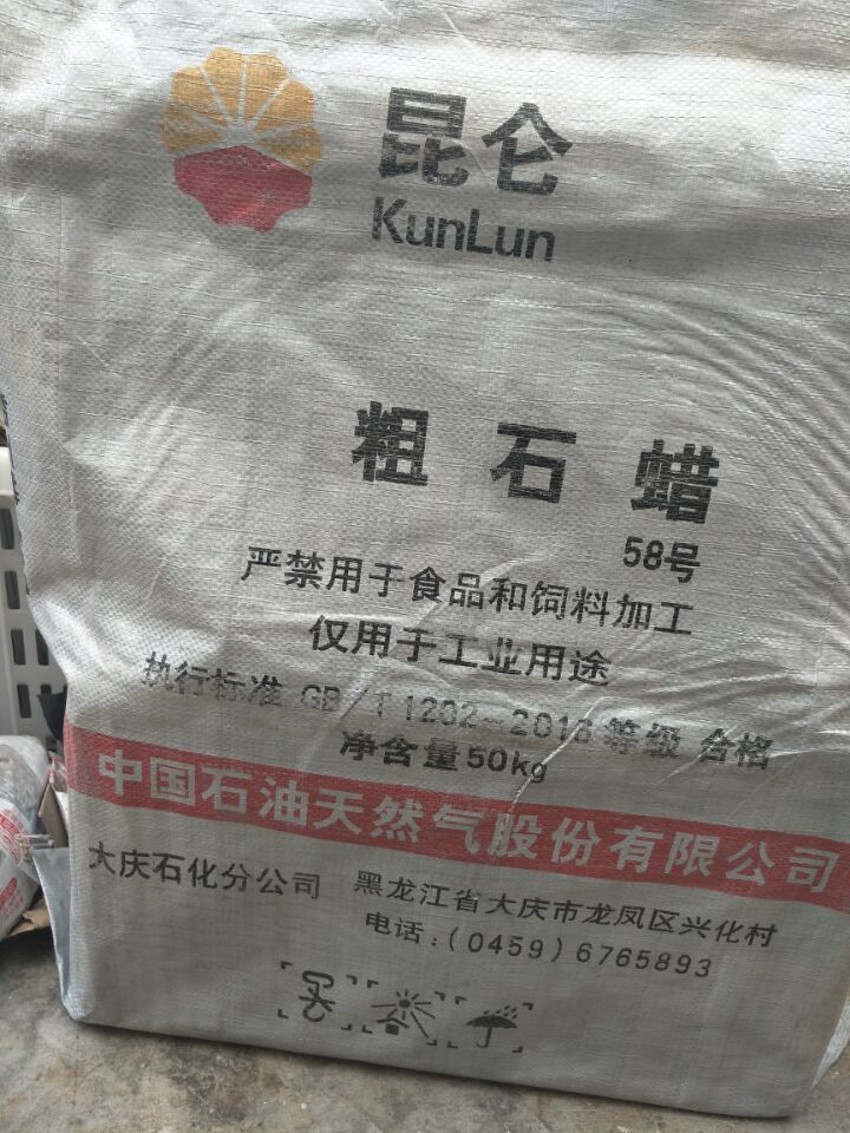 昆仑
KunLun
粗石蜡
58号
严禁用于食品和饲料加工
仅用于工业用途
执行标准 GB/T 1202-2018 等级 合格
净含量50kg
中国石油天然气股份有限公司
大庆石化分公司 黑龙江省大庆市龙凤区兴化村
电话:(0459)6765893